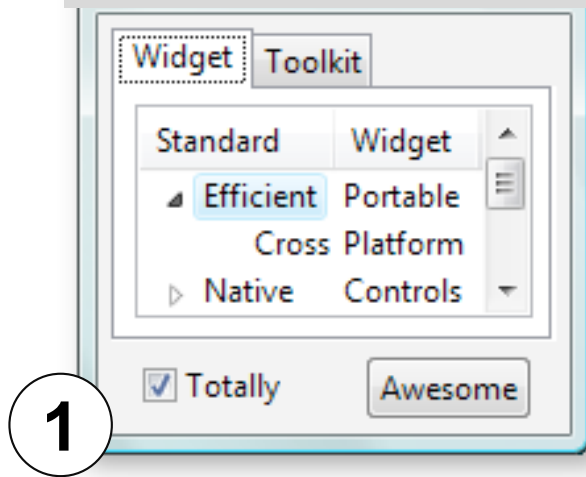 Widget Toolkit
Standard Widget
Efficient Portable
Cross Platform
Native Controls
Totally Awesome
1